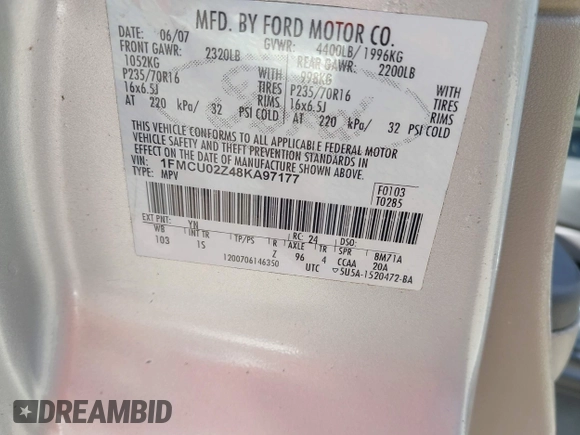 MFD. BY FORD MOTOR CO.
DATE: 06/07 GVWR: 4400LB/ 1996KG
FRONT GAWR: 2320LB REAR GAWR: 2200LB
1052KG WITH 998KG WITH
P235/70R16 TIRES P235/70R16 TIRES
16x6.5J RIMS 16x6.5J RIMS
AT 220 kPa/ 32 PSI COLD AT 220 kPa/ 32 PSI COLD
THIS VEHICLE CONFORMS TO ALL APPLICABLE FEDERAL MOTOR
VEHICLE SAFETY AND THEFT PREVENTION STANDARDS IN
EFFECT ON THE DATE OF MANUFACTURE SHOWN ABOVE.
VIN: 1FMCU02Z48KA97177
TYPE: MPV
F0103
T02B5
EXT PNT: YN RC: 24 DSO:
WB INT TR TP/PS R AXLE TR SPR BM71A
103 1S Z 96 4 CCAA 20A
1200706146350 UTC 5U5A-1520472-BA
DREAMBID